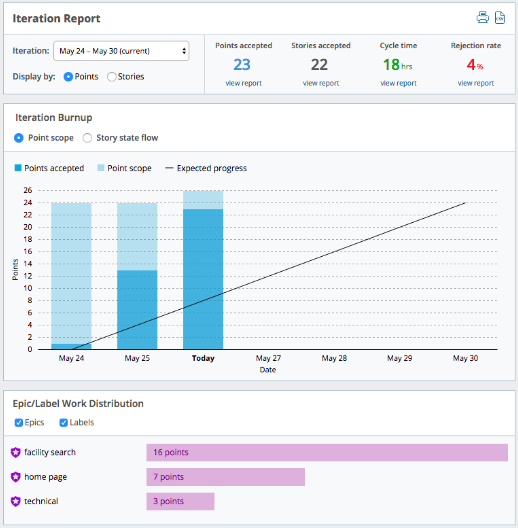 Iteration Report
CSV
Iteration: May 24 – May 30 (current)
Display by: Points Stories
Points accepted
23
view report
Stories accepted
22
view report
Cycle time
18 hrs
view report
Rejection rate
4 %
view report
Iteration Burnup
Point scope Story state flow
Points accepted Point scope Expected progress
26
24
22
20
18
16
14
12
10
8
6
4
2
0
Points
May 24 May 25 Today May 27 May 28 May 29 May 30
Date
Epic/Label Work Distribution
Epics Labels
facility search 16 points
home page 7 points
technical 3 points